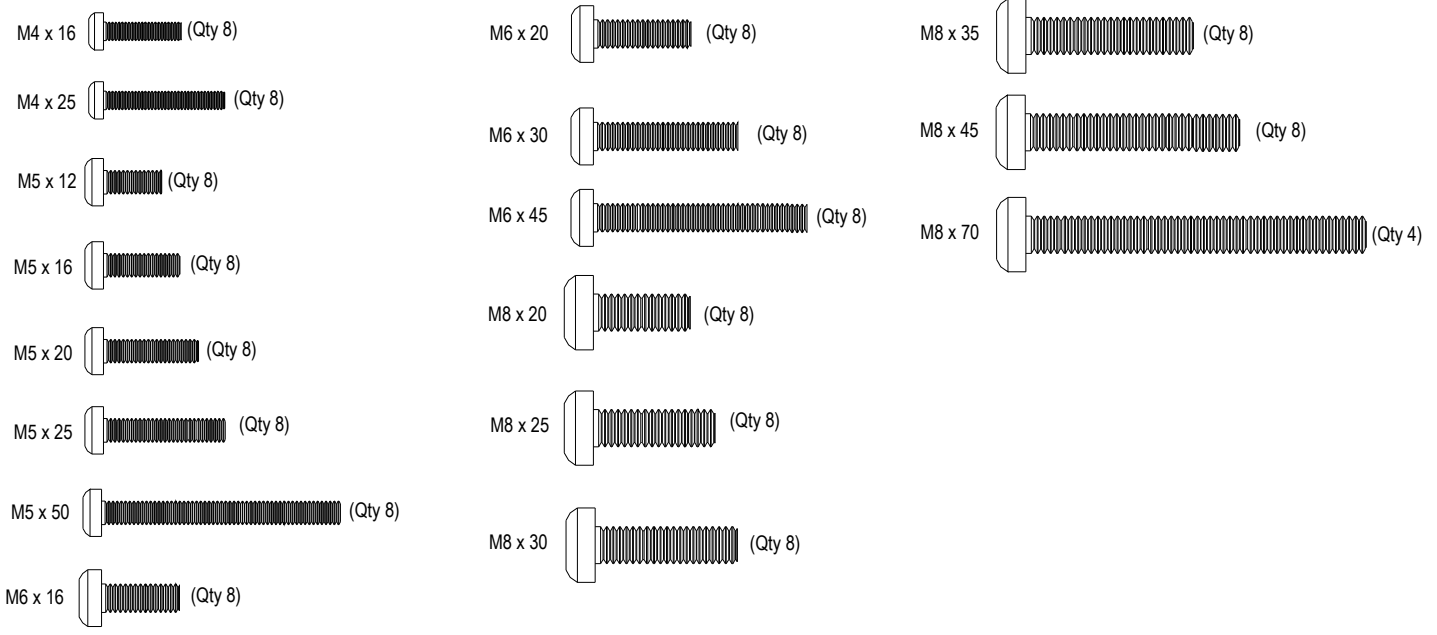 M4 x 16 (Qty 8)
M4 x 25 (Qty 8)
M5 x 12 (Qty 8)
M5 x 16 (Qty 8)
M5 x 20 (Qty 8)
M5 x 25 (Qty 8)
M5 x 50 (Qty 8)
M6 x 16 (Qty 8)
M6 x 20 (Qty 8)
M6 x 30 (Qty 8)
M6 x 45 (Qty 8)
M8 x 20 (Qty 8)
M8 x 25 (Qty 8)
M8 x 30 (Qty 8)
M8 x 35 (Qty 8)
M8 x 45 (Qty 8)
M8 x 70 (Qty 4)